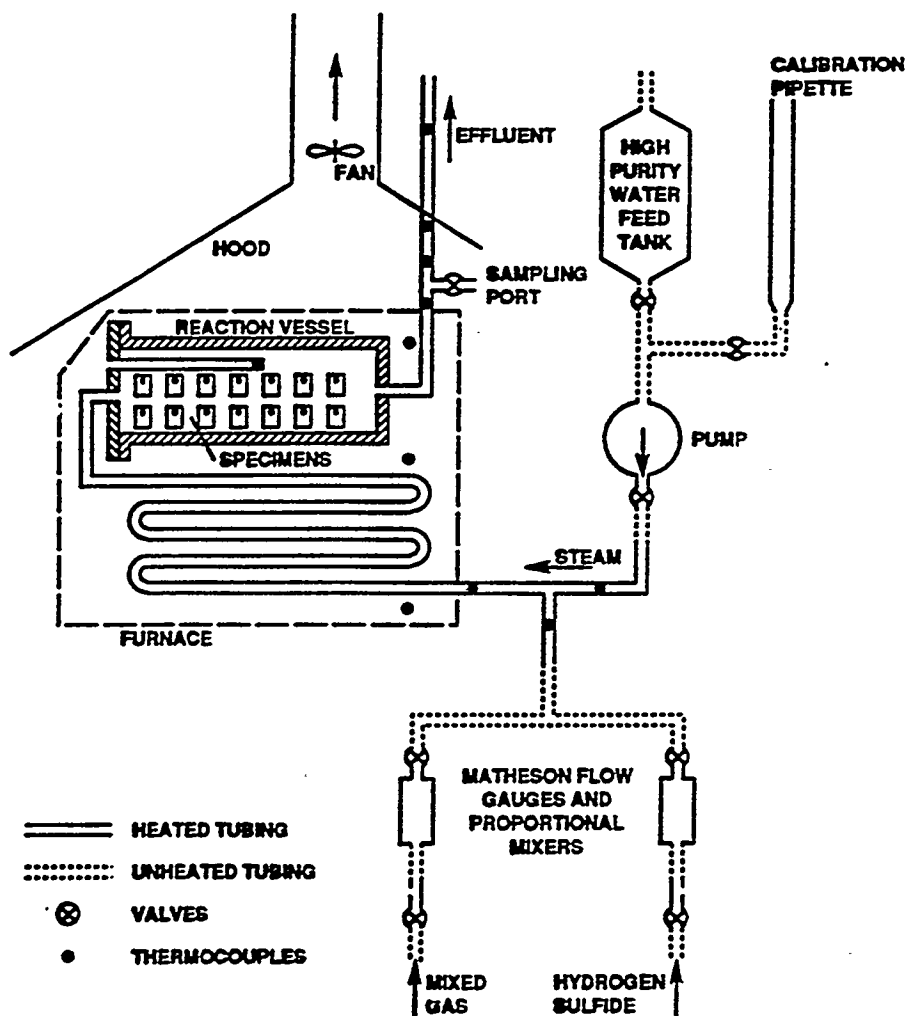 CALIBRATION
PIPETTE
EFFLUENT
FAN
HIGH
PURITY
WATER
FEED
TANK
HOOD
SAMPLING
PORT
REACTION VESSEL
PUMP
SPECIMENS
STEAM
FURNACE
MATHESON FLOW
GAUGES AND
PROPORTIONAL
MIXERS
HEATED TUBING
UNHEATED TUBING
VALVES
THERMOCOUPLES
MIXED
GAS
HYDROGEN
SULFIDE